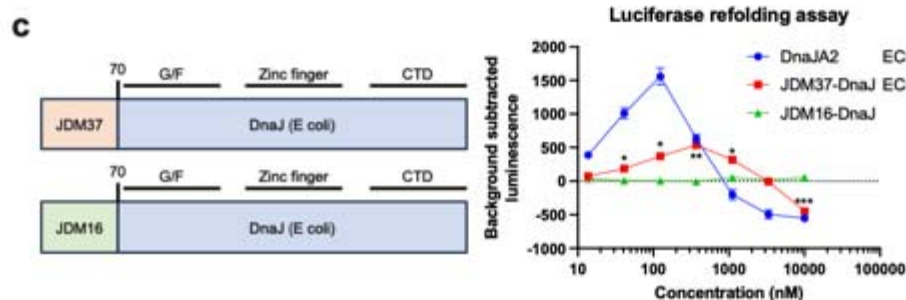 c
70
G/F
Zinc finger
CTD
JDM37
DnaJ (E coli)
70
G/F
Zinc finger
CTD
JDM16
DnaJ (E coli)
Luciferase refolding assay
Background subtracted
luminescence
2000
1500
1000
500
0
-500
-1000
DnaJA2 EC
JDM37-DnaJ EC
JDM16-DnaJ
*
*
**
*
***
10
100
1000
10000
100000
Concentration (nM)